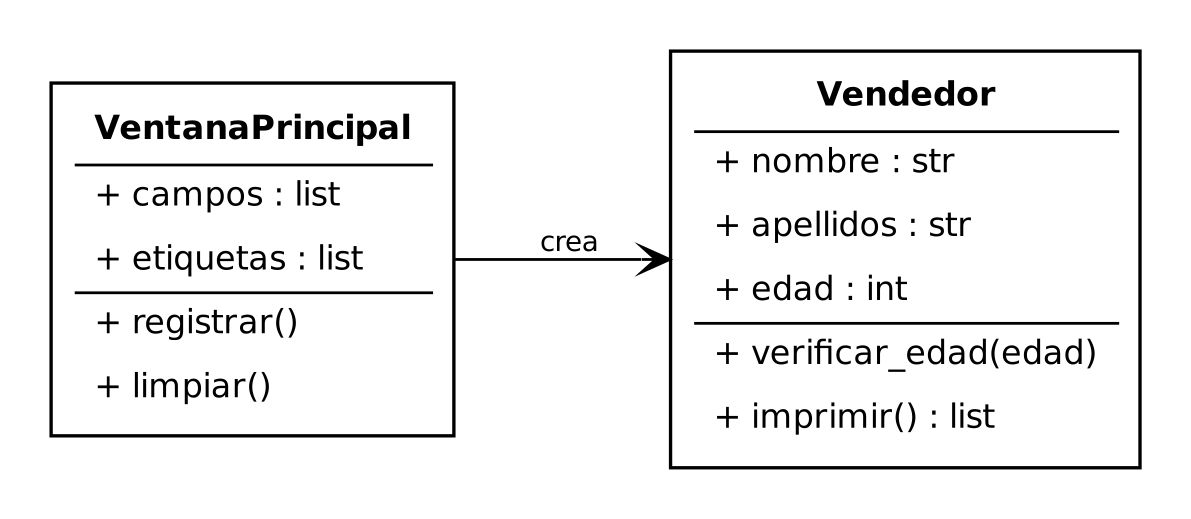 VentanaPrincipal
+ campos : list
+ etiquetas : list
+ registrar()
+ limpiar()
crea
Vendedor
+ nombre : str
+ apellidos : str
+ edad : int
+ verificar_edad(edad)
+ imprimir() : list